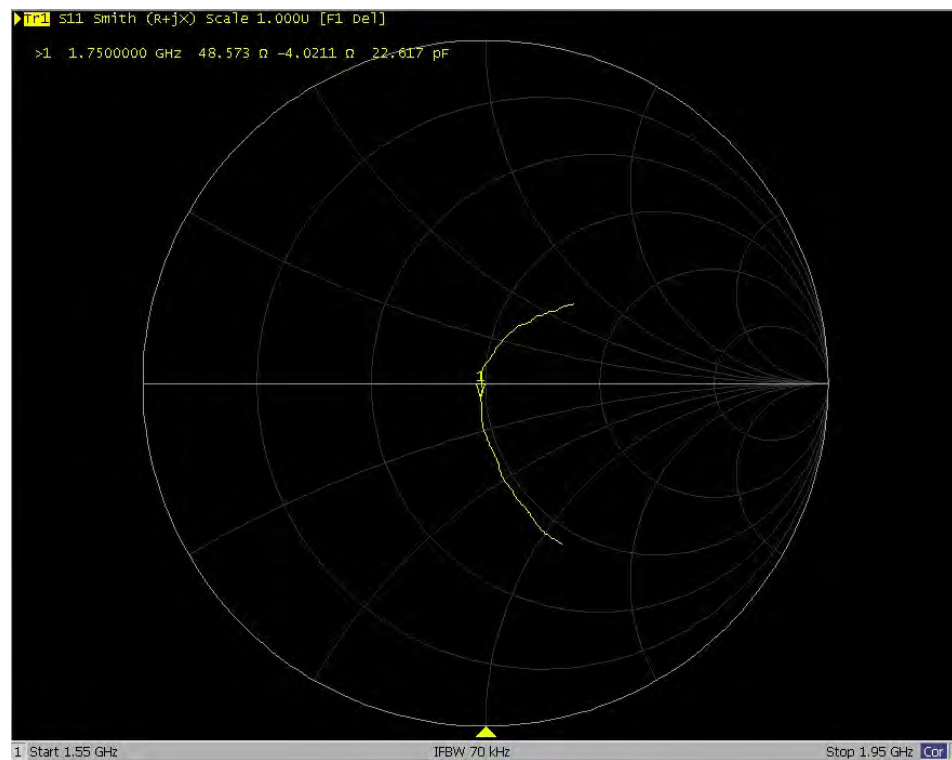 Tr1 S11 Smith (R+jX) Scale 1.000U [F1 Del]
>1 1.7500000 GHz 48.573 Ω -4.0211 Ω 22.617 pF
1
1 Start 1.55 GHz IFBW 70 kHz Stop 1.95 GHz Cor